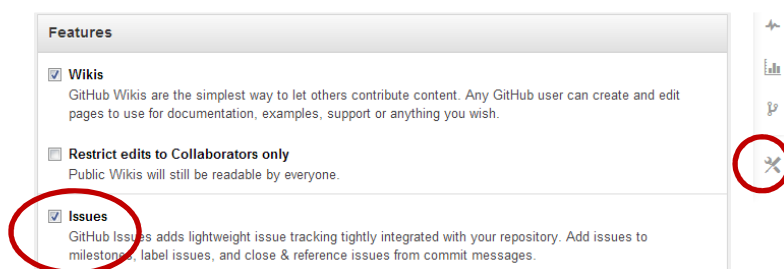 Features
Wikis
GitHub Wikis are the simplest way to let others contribute content. Any GitHub user can create and edit
pages to use for documentation, examples, support or anything you wish.
Restrict edits to Collaborators only
Public Wikis will still be readable by everyone.
Issues
GitHub Issues adds lightweight issue tracking tightly integrated with your repository. Add issues to
milestones, label issues, and close & reference issues from commit messages.